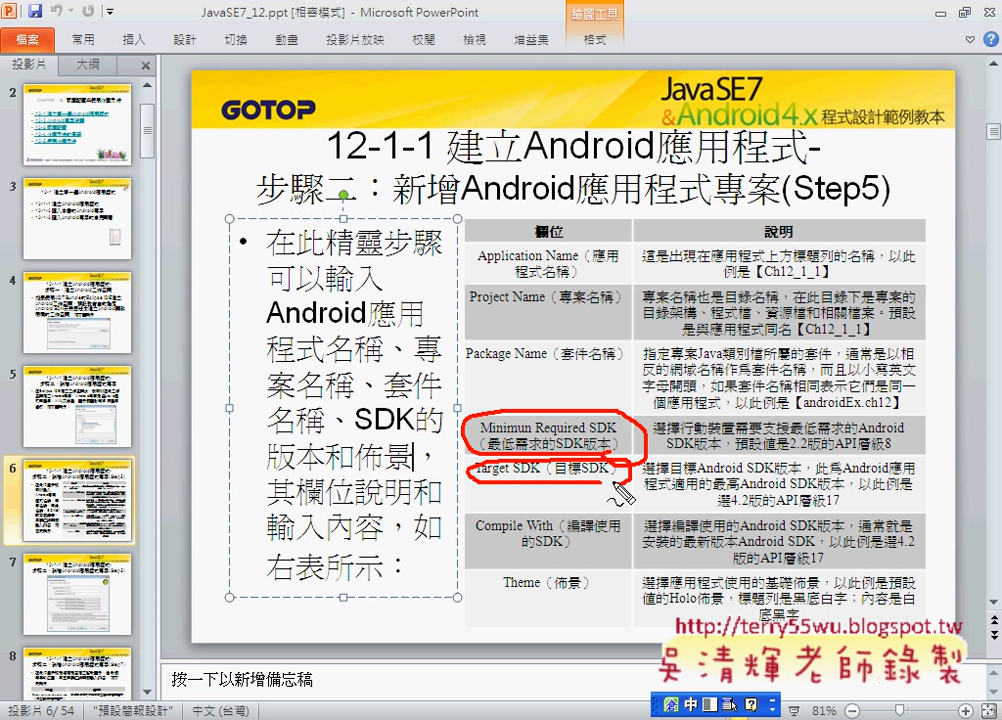 JavaSE7_12.ppt [相容模式] - Microsoft PowerPoint
繪圖工具
檔案 常用 插入 設計 切換 動畫 投影片放映 校閱 檢視 增益集 格式
投影片 大綱
2
3
4
5
6
7
8
GOTOP
JavaSE7
&Android4.x 程式設計範例教本
12-1-1 建立Android應用程式-
步驟二：新增Android應用程式專案(Step5)
• 在此精靈步驟
可以輸入
Android應用
程式名稱、專
案名稱、套件
名稱、SDK的
版本和佈景，
其欄位說明和
輸入內容，如
右表所示：
欄位 說明
Application Name（應用
程式名稱）
這是出現在應用程式上方標題列的名稱，以此
例是【Ch12_1_1】
Project Name（專案名稱）
專案名稱也是目錄名稱，在此目錄下是專案的
目錄架構、程式檔、資源檔和相關檔案。預設
是與應用程式同名【Ch12_1_1】
Package Name（套件名稱）
指定專案Java類別檔所屬的套件，通常是以相
反的網域名稱作為套件名稱，而且以小寫英文
字母開頭，如果套件名稱相同表示它們是同一
個應用程式，以此例是【androidEx.ch12】
Minimun Required SDK
（最低需求的SDK版本）
選擇行動裝置需要支援最低需求的Android
SDK版本，預設值是2.2版的API層級8
Target SDK（目標SDK）
選擇目標Android SDK版本，此為Android應用
程式適用的最高Android SDK版本，以此例是
選4.2版的API層級17
Compile With（編譯使用
的SDK）
選擇編譯使用的Android SDK版本，通常就是
安裝的最新版本Android SDK，以此例是選4.2
版的API層級17
Theme（佈景）
選擇應用程式使用的基礎佈景，以此例是預設
值的Holo佈景，標題列是黑底白字；內容是白
底黑字
http://terry55wu.blogspot.tw
吳清輝老師錄製
按一下以新增備忘稿
投影片 6/54 "預設簡報設計" 中文 (台灣) 中 81%